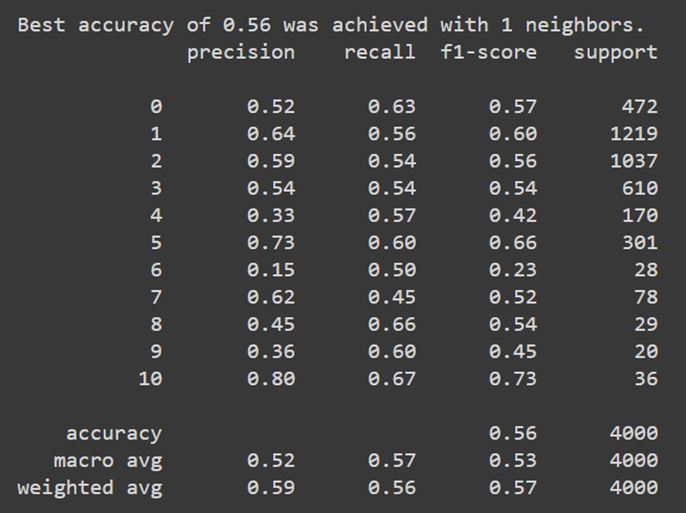 Best accuracy of 0.56 was achieved with 1 neighbors.
precision recall f1-score support
0 0.52 0.63 0.57 472
1 0.64 0.56 0.60 1219
2 0.59 0.54 0.56 1037
3 0.54 0.54 0.54 610
4 0.33 0.57 0.42 170
5 0.73 0.60 0.66 301
6 0.15 0.50 0.23 28
7 0.62 0.45 0.52 78
8 0.45 0.66 0.54 29
9 0.36 0.60 0.45 20
10 0.80 0.67 0.73 36
accuracy 0.56 4000
macro avg 0.52 0.57 0.53 4000
weighted avg 0.59 0.56 0.57 4000